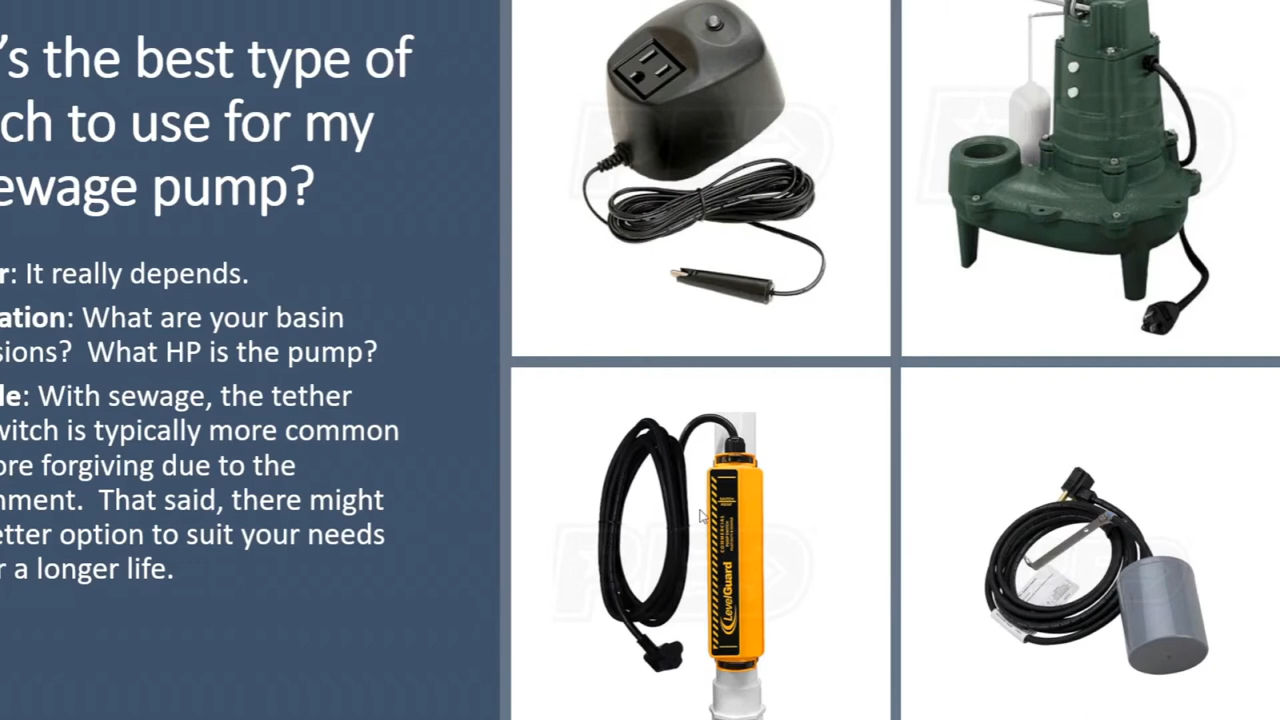 's the best type of
ch to use for my
ewage pump?
r: It really depends.
ation: What are your basin
sions? What HP is the pump?
le: With sewage, the tether
witch is typically more common
ore forgiving due to the
nment. That said, there might
etter option to suit your needs
r a longer life.
LevelGuard